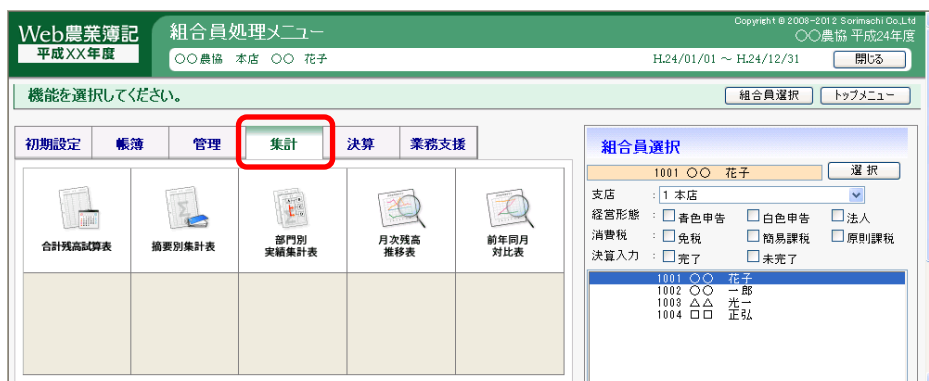 Web農業簿記
平成XX年度
組合員処理メニュー
〇〇農協 本店 〇〇 花子
Copyright © 2008-2012 Sorimachi Co.,Ltd
〇〇農協 平成24年度
H.24/01/01 ～ H.24/12/31
閉じる
機能を選択してください。
組合員選択
トップメニュー
初期設定 帳簿 管理 集計 決算 業務支援
合計残高試算表
摘要別集計表
部門別
実績集計表
月次残高
推移表
前年同月
対比表
組合員選択
1001 〇〇 花子
選択
支店 : 1 本店
経営形態 : 青色申告 白色申告 法人
消費税 : 免税 簡易課税 原則課税
決算入力 : 完了 未完了
1001 〇〇 花子
1002 〇〇 一郎
1003 △△ 光一
1004 □□ 正弘